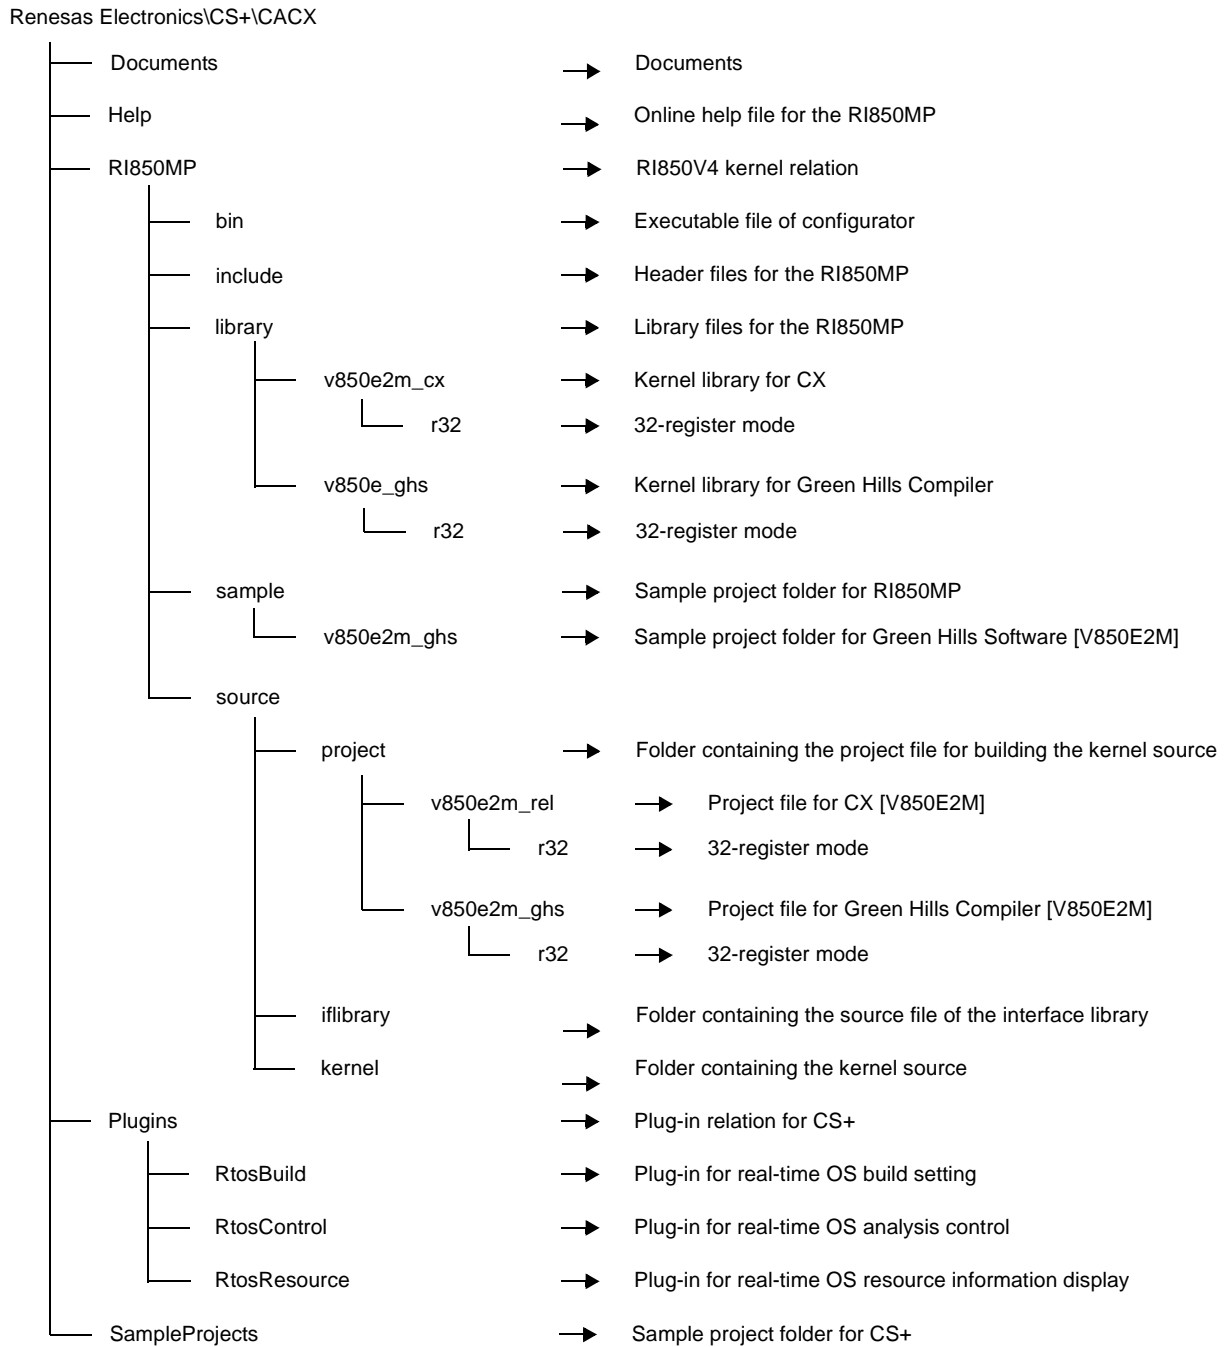 Renesas Electronics\CS+\CACX
Documents Documents
Help Online help file for the RI850MP
RI850MP RI850V4 kernel relation
bin Executable file of configurator
include Header files for the RI850MP
library Library files for the RI850MP
v850e2m_cx Kernel library for CX
r32 32-register mode
v850e_ghs Kernel library for Green Hills Compiler
r32 32-register mode
sample Sample project folder for RI850MP
v850e2m_ghs Sample project folder for Green Hills Software [V850E2M]
source
project Folder containing the project file for building the kernel source
v850e2m_rel Project file for CX [V850E2M]
r32 32-register mode
v850e2m_ghs Project file for Green Hills Compiler [V850E2M]
r32 32-register mode
iflibrary Folder containing the source file of the interface library
kernel Folder containing the kernel source
Plugins Plug-in relation for CS+
RtosBuild Plug-in for real-time OS build setting
RtosControl Plug-in for real-time OS analysis control
RtosResource Plug-in for real-time OS resource information display
SampleProjects Sample project folder for CS+